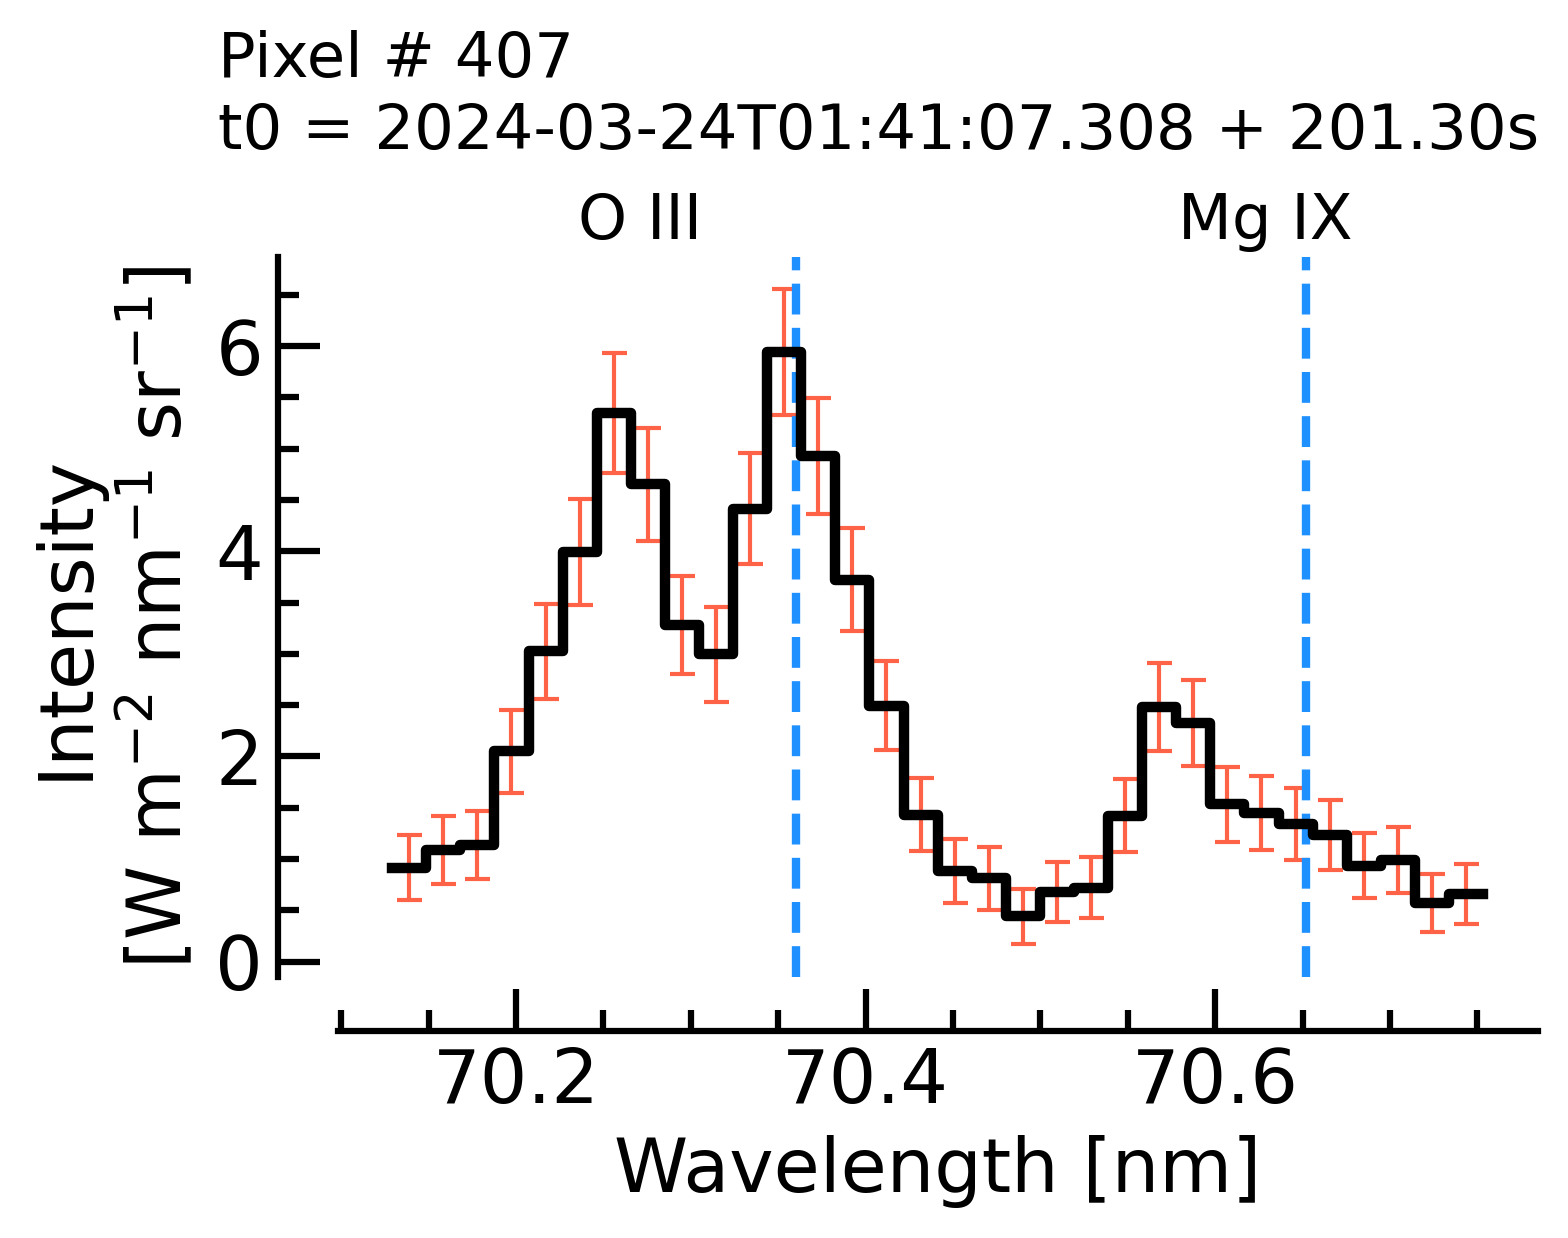 Pixel # 407
t0 = 2024-03-24T01:41:07.308 + 201.30s
O III
Mg IX
Intensity
[W m⁻² nm⁻¹ sr⁻¹]
6
4
2
0
70.2
70.4
70.6
Wavelength [nm]